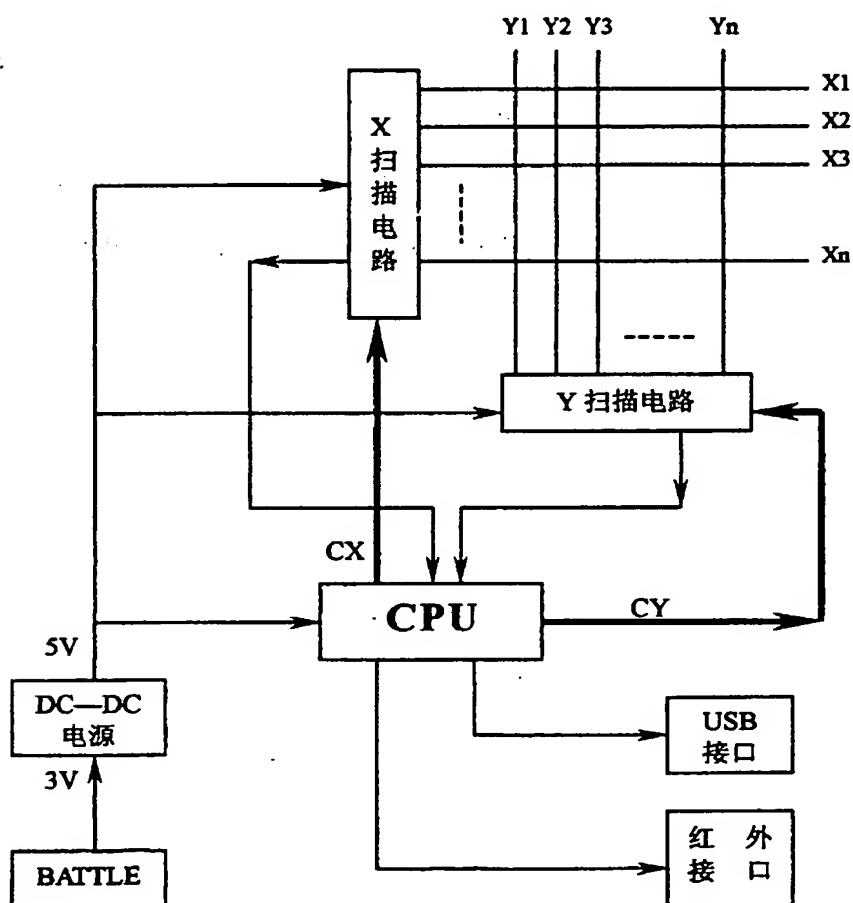 Y1 Y2 Y3 Yn
X1
X2
X3
Xn
X
扫
描
电
路
Y 扫描电路
CX
CPU
CY
5V
DC—DC
电源
3V
BATTLE
USB
接口
红 外
接 口